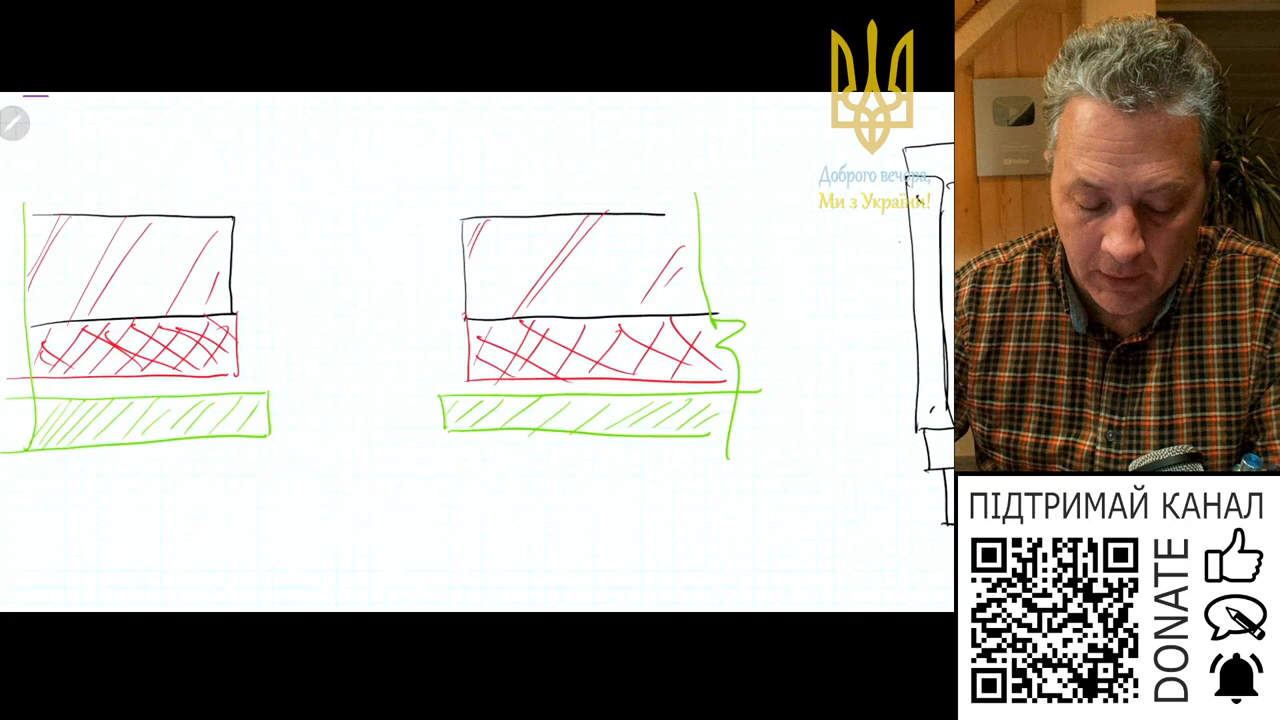 Доброго вечора,
Ми з України!
ПІДТРИМАЙ КАНАЛ
DONATE